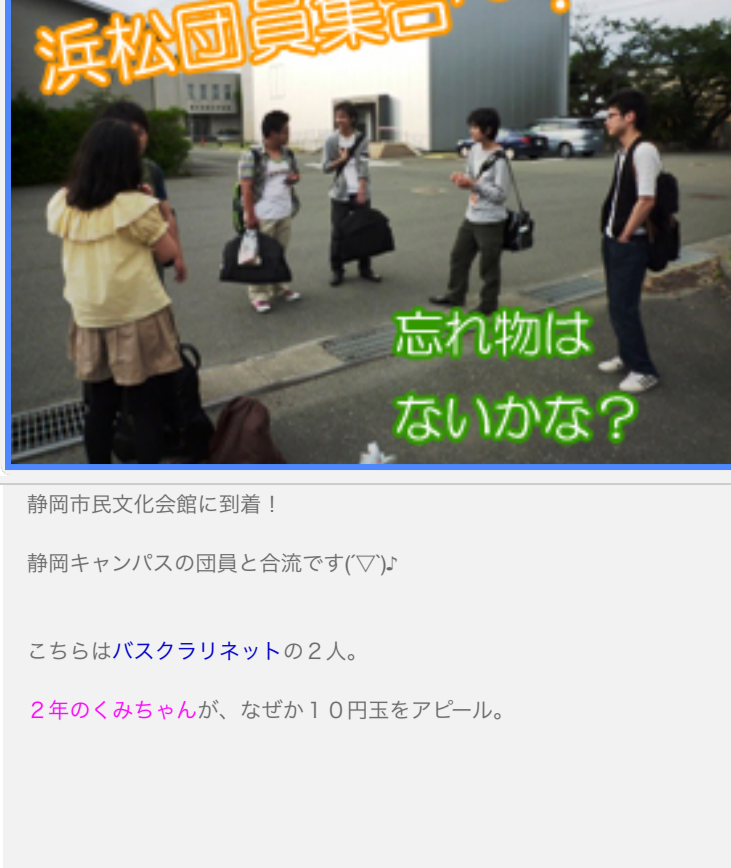 浜松団員集合
忘れ物は
ないかな？
静岡市民文化会館に到着！
静岡キャンパスの団員と合流です(´▽`)♪
こちらはバスクラリネットの２人。
２年のくみちゃんが、なぜか１０円玉をアピール。